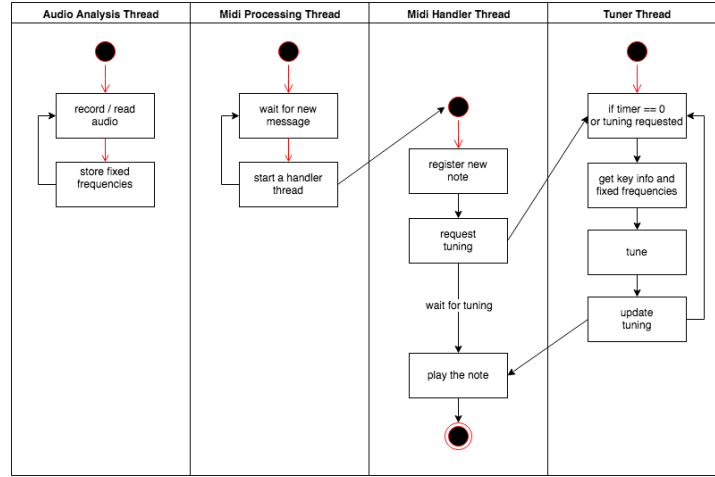 Audio Analysis Thread
Midi Processing Thread
Midi Handler Thread
Tuner Thread
record / read
audio
store fixed
frequencies
wait for new
message
start a handler
thread
register new
note
request
tuning
wait for tuning
play the note
if timer == 0
or tuning requested
get key info and
fixed frequencies
tune
update
tuning